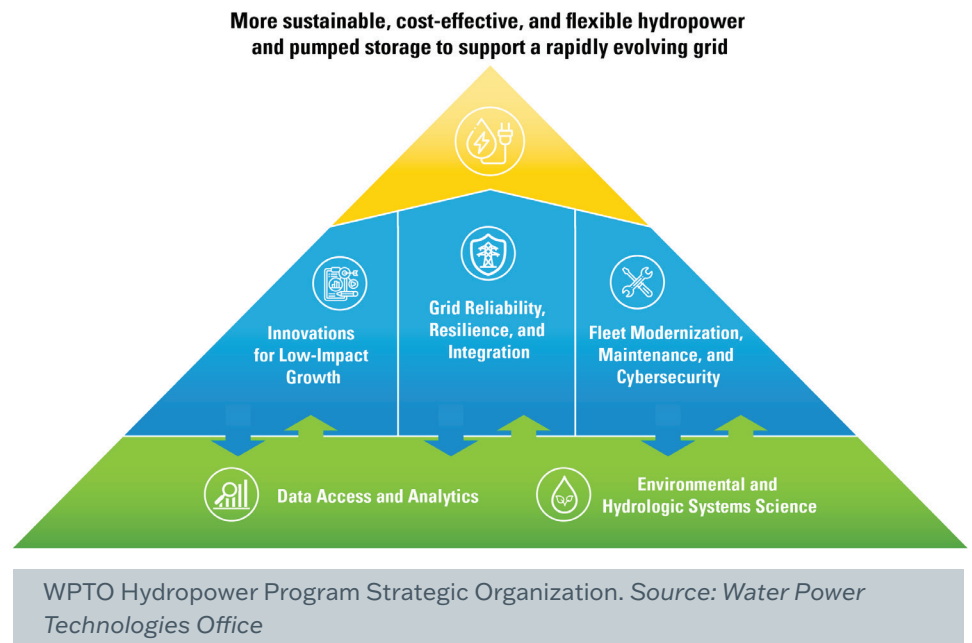 More sustainable, cost-effective, and flexible hydropower
and pumped storage to support a rapidly evolving grid
Innovations
for Low-Impact
Growth
Grid Reliability,
Resilience, and
Integration
Fleet Modernization,
Maintenance, and
Cybersecurity
Data Access and Analytics
Environmental and
Hydrologic Systems Science
WPTO Hydropower Program Strategic Organization. Source: Water Power
Technologies Office